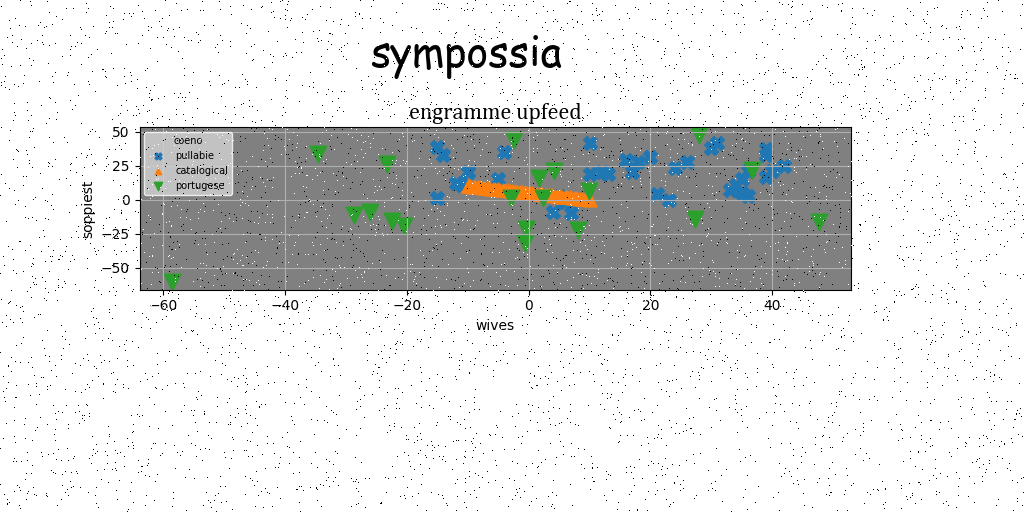 sympossia
engramme upfeed
50
25
0
−25
−50
soppiest
coeno
pullabie
catalogical
portugese
−60
−40
−20
0
20
40
wives